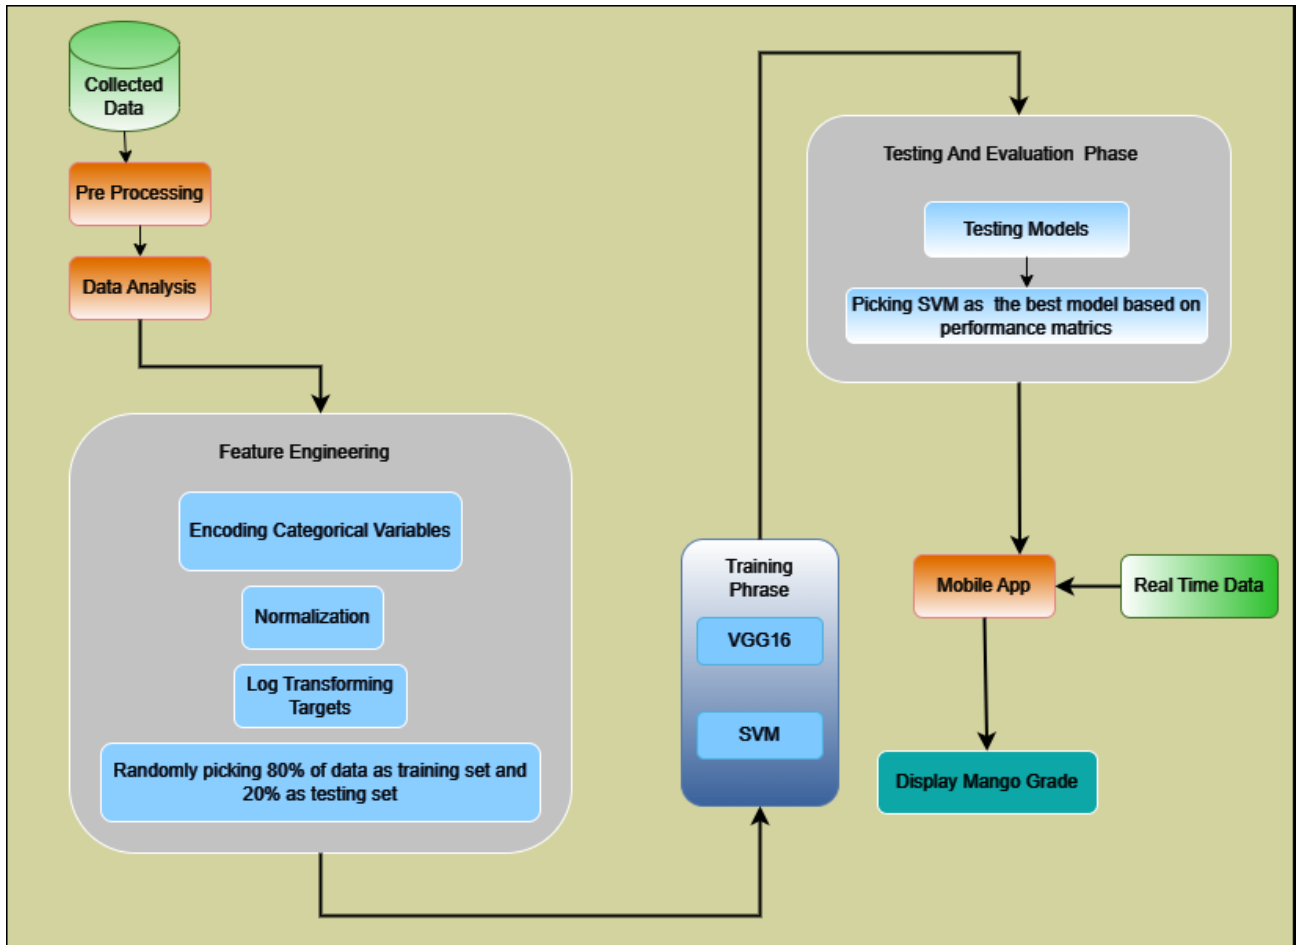 Collected
Data
Pre Processing
Data Analysis
Feature Engineering
Encoding Categorical Variables
Normalization
Log Transforming
Targets
Randomly picking 80% of data as training set and
20% as testing set
Training
Phrase
VGG16
SVM
Testing And Evaluation  Phase
Testing Models
Picking SVM as  the best model based on
performance matrics
Mobile App
Real Time Data
Display Mango Grade